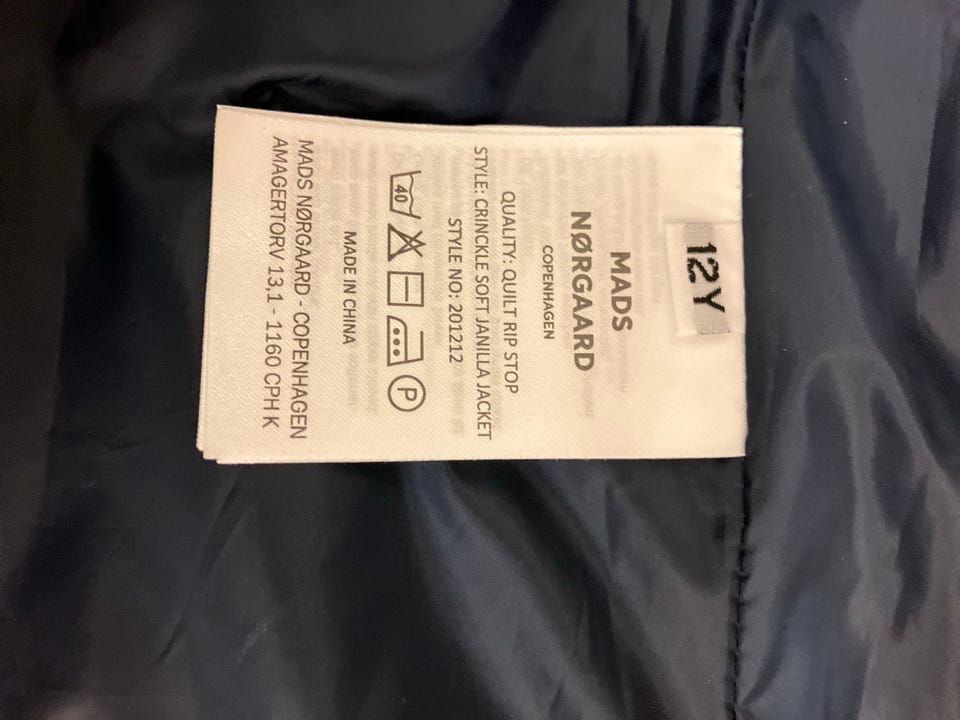 12Y
MADS
NØRGAARD
COPENHAGEN
QUALITY: QUILT RIP STOP
STYLE: CRINCKLE SOFT JANILLA JACKET
STYLE NO: 201212
40
P
MADE IN CHINA
MADS NØRGAARD - COPENHAGEN
AMAGERTORV 13,1 - 1160 CPH K